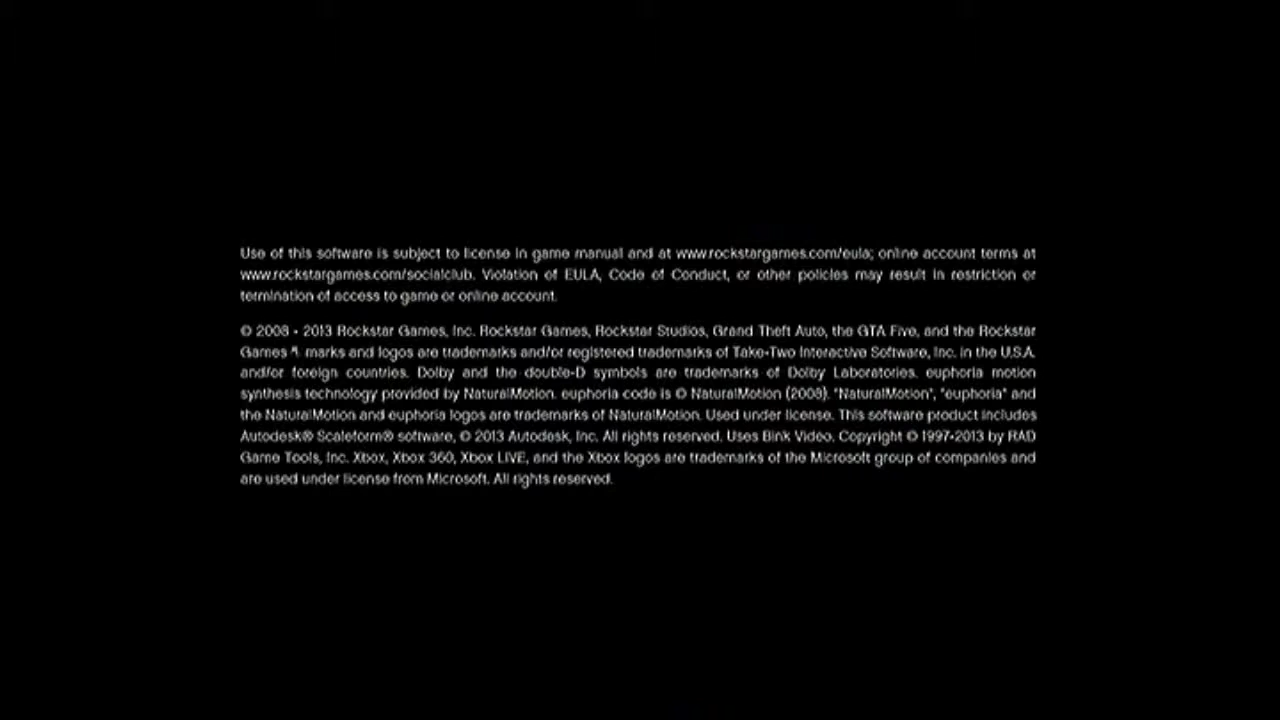 Use of this software is subject to license in game manual and at www.rockstargames.com/eula; online account terms at
www.rockstargames.com/socialclub. Violation of EULA, Code of Conduct, or other policies may result in restriction or
termination of access to game or online account.
© 2008 - 2013 Rockstar Games, Inc. Rockstar Games, Rockstar Studios, Grand Theft Auto, the GTA Five, and the Rockstar
Games marks and logos are trademarks and/or registered trademarks of Take-Two Interactive Software, Inc. in the U.S.A.
and/or foreign countries. Dolby and the double-D symbols are trademarks of Dolby Laboratories. euphoria motion
synthesis technology provided by NaturalMotion. euphoria code is © NaturalMotion (2008). "NaturalMotion", "euphoria" and
the NaturalMotion and euphoria logos are trademarks of NaturalMotion. Used under license. This software product includes
Autodesk® Scaleform® software, © 2013 Autodesk, Inc. All rights reserved. Uses Bink Video. Copyright © 1997-2013 by RAD
Game Tools, Inc. Xbox, Xbox 360, Xbox LIVE, and the Xbox logos are trademarks of the Microsoft group of companies and
are used under license from Microsoft. All rights reserved.